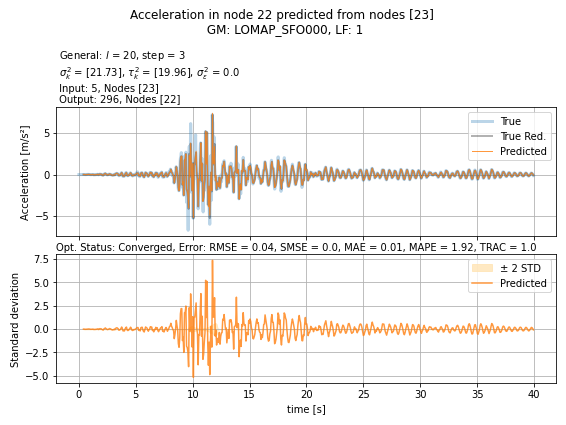 Acceleration in node 22 predicted from nodes [23]
GM: LOMAP_SFO000, LF: 1
General: l = 20, step = 3
σ²ₖ = [21.73], τ²ₖ = [19.96], σ²ₑ = 0.0
Input: 5, Nodes [23]
Output: 296, Nodes [22]
Acceleration [m/s²]
5
0
−5
True
True Red.
Predicted
Opt. Status: Converged, Error: RMSE = 0.04, SMSE = 0.0, MAE = 0.01, MAPE = 1.92, TRAC = 1.0
Standard deviation
7.5
5.0
2.5
0.0
−2.5
−5.0
± 2 STD
Predicted
0 5 10 15 20 25 30 35 40
time [s]